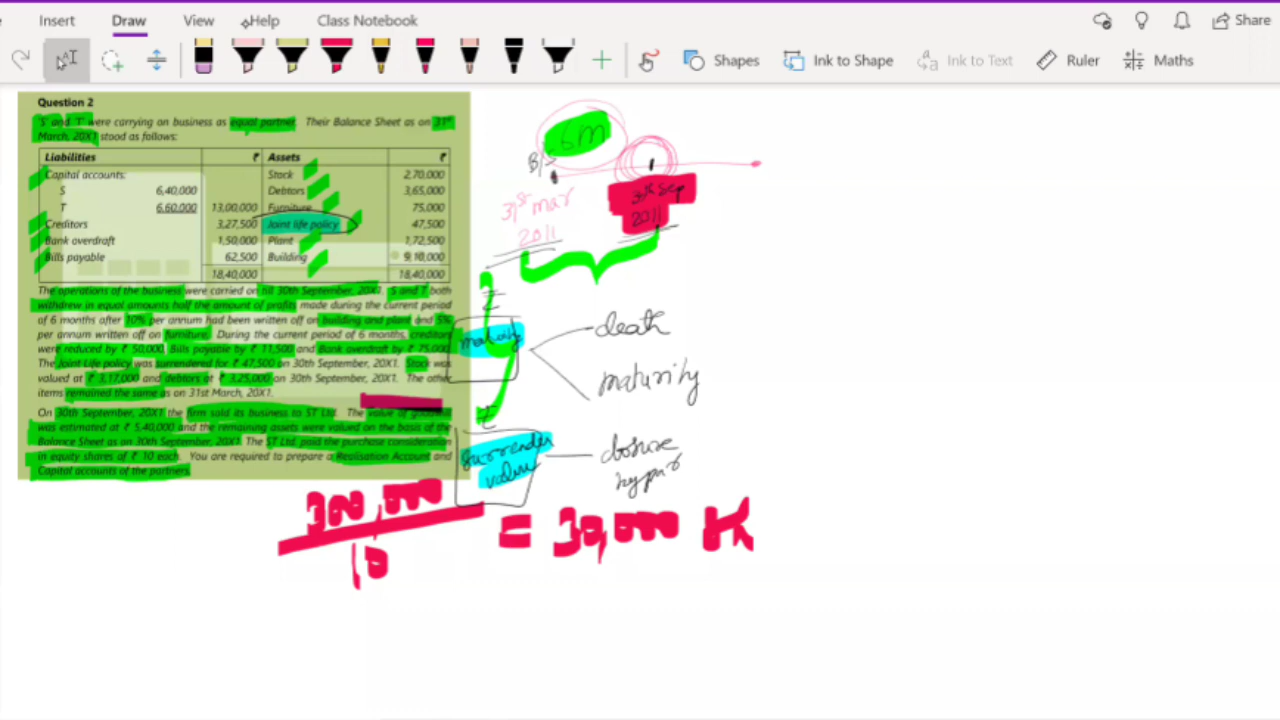 Insert Draw View Help Class Notebook Share
Shapes Ink to Shape Ink to Text Ruler Maths
Question 2
'S' and 'T' were carrying on business as equal partner. Their Balance Sheet as on 31st
March, 20X1 stood as follows:
Liabilities ₹ Assets ₹
Capital accounts: Stock 2,70,000
S 6,40,000 Debtors 3,65,000
T 6,60,000 13,00,000 Furniture 75,000
Creditors 3,27,500 Joint life policy 47,500
Bank overdraft 1,50,000 Plant 1,72,500
Bills payable 62,500 Building 9,10,000
18,40,000 18,40,000
The operations of the business were carried on till 30th September, 20X1. S and T both
withdrew in equal amounts half the amount of profits made during the current period
of 6 months after 10% per annum had been written off on building and plant and 5%
per annum written off on furniture. During the current period of 6 months, creditors
were reduced by ₹ 50,000, Bills payable by ₹ 11,500 and Bank overdraft by ₹ 75,000.
The Joint Life policy was surrendered for ₹ 47,500 on 30th September, 20X1. Stock was
valued at ₹ 3,17,000 and debtors at ₹ 3,25,000 on 30th September, 20X1. The other
items remained the same as on 31st March, 20X1.
On 30th September, 20X1 the firm sold its business to ST Ltd. The value of goodwill
was estimated at ₹ 5,40,000 and the remaining assets were valued on the basis of the
Balance Sheet as on 30th September, 20X1. The ST Ltd. paid the purchase consideration
in equity shares of ₹ 10 each. You are required to prepare a Realisation Account and
Capital accounts of the partners.
6m
B/S
31st mar
2011
30th Sep
2011
maturity
death
maturity
Surrender
value
closure
300,000
10
= 30,000